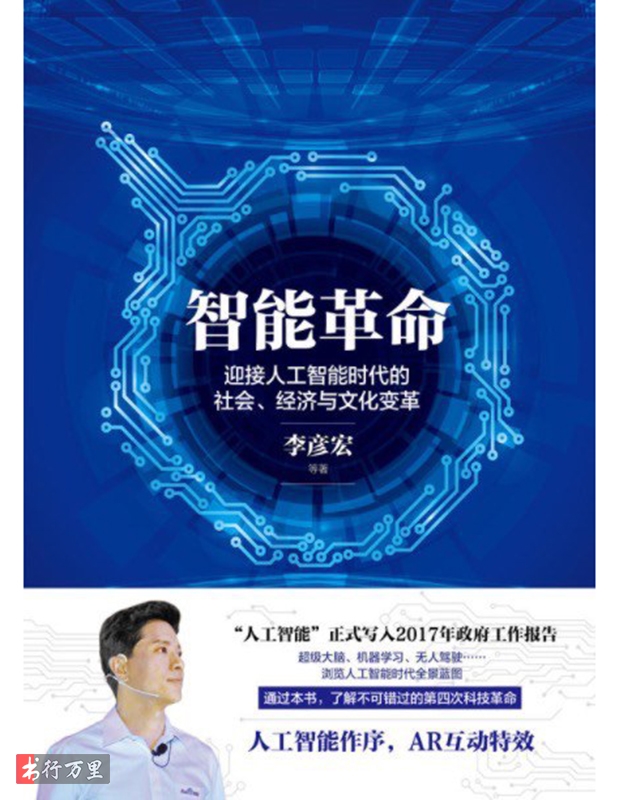 智能革命
迎接人工智能时代的
社会、经济与文化变革
李彦宏
等著
“人工智能”正式写入2017年政府工作报告
超级大脑、机器学习、无人驾驶……
浏览人工智能时代全景蓝图
通过本书，了解不可错过的第四次科技革命
人工智能作序，AR互动特效
书行万里